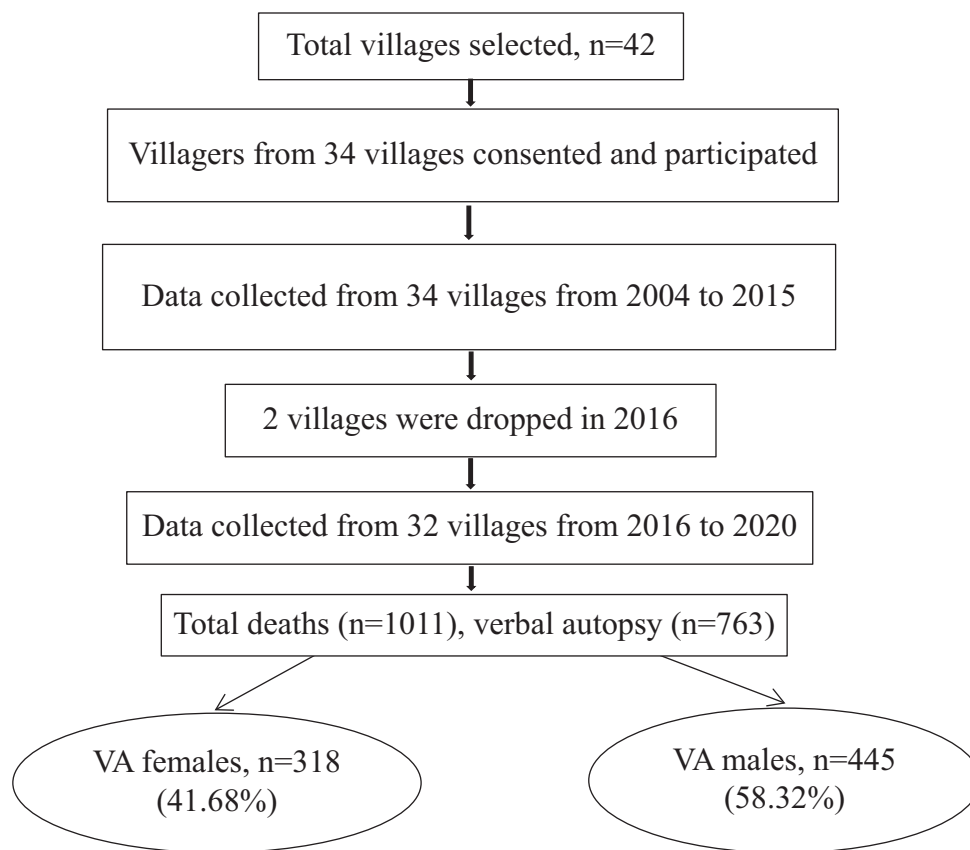 Total villages selected, n=42
Villagers from 34 villages consented and participated
Data collected from 34 villages from 2004 to 2015
2 villages were dropped in 2016
Data collected from 32 villages from 2016 to 2020
Total deaths (n=1011), verbal autopsy (n=763)
VA females, n=318
(41.68%)
VA males, n=445
(58.32%)